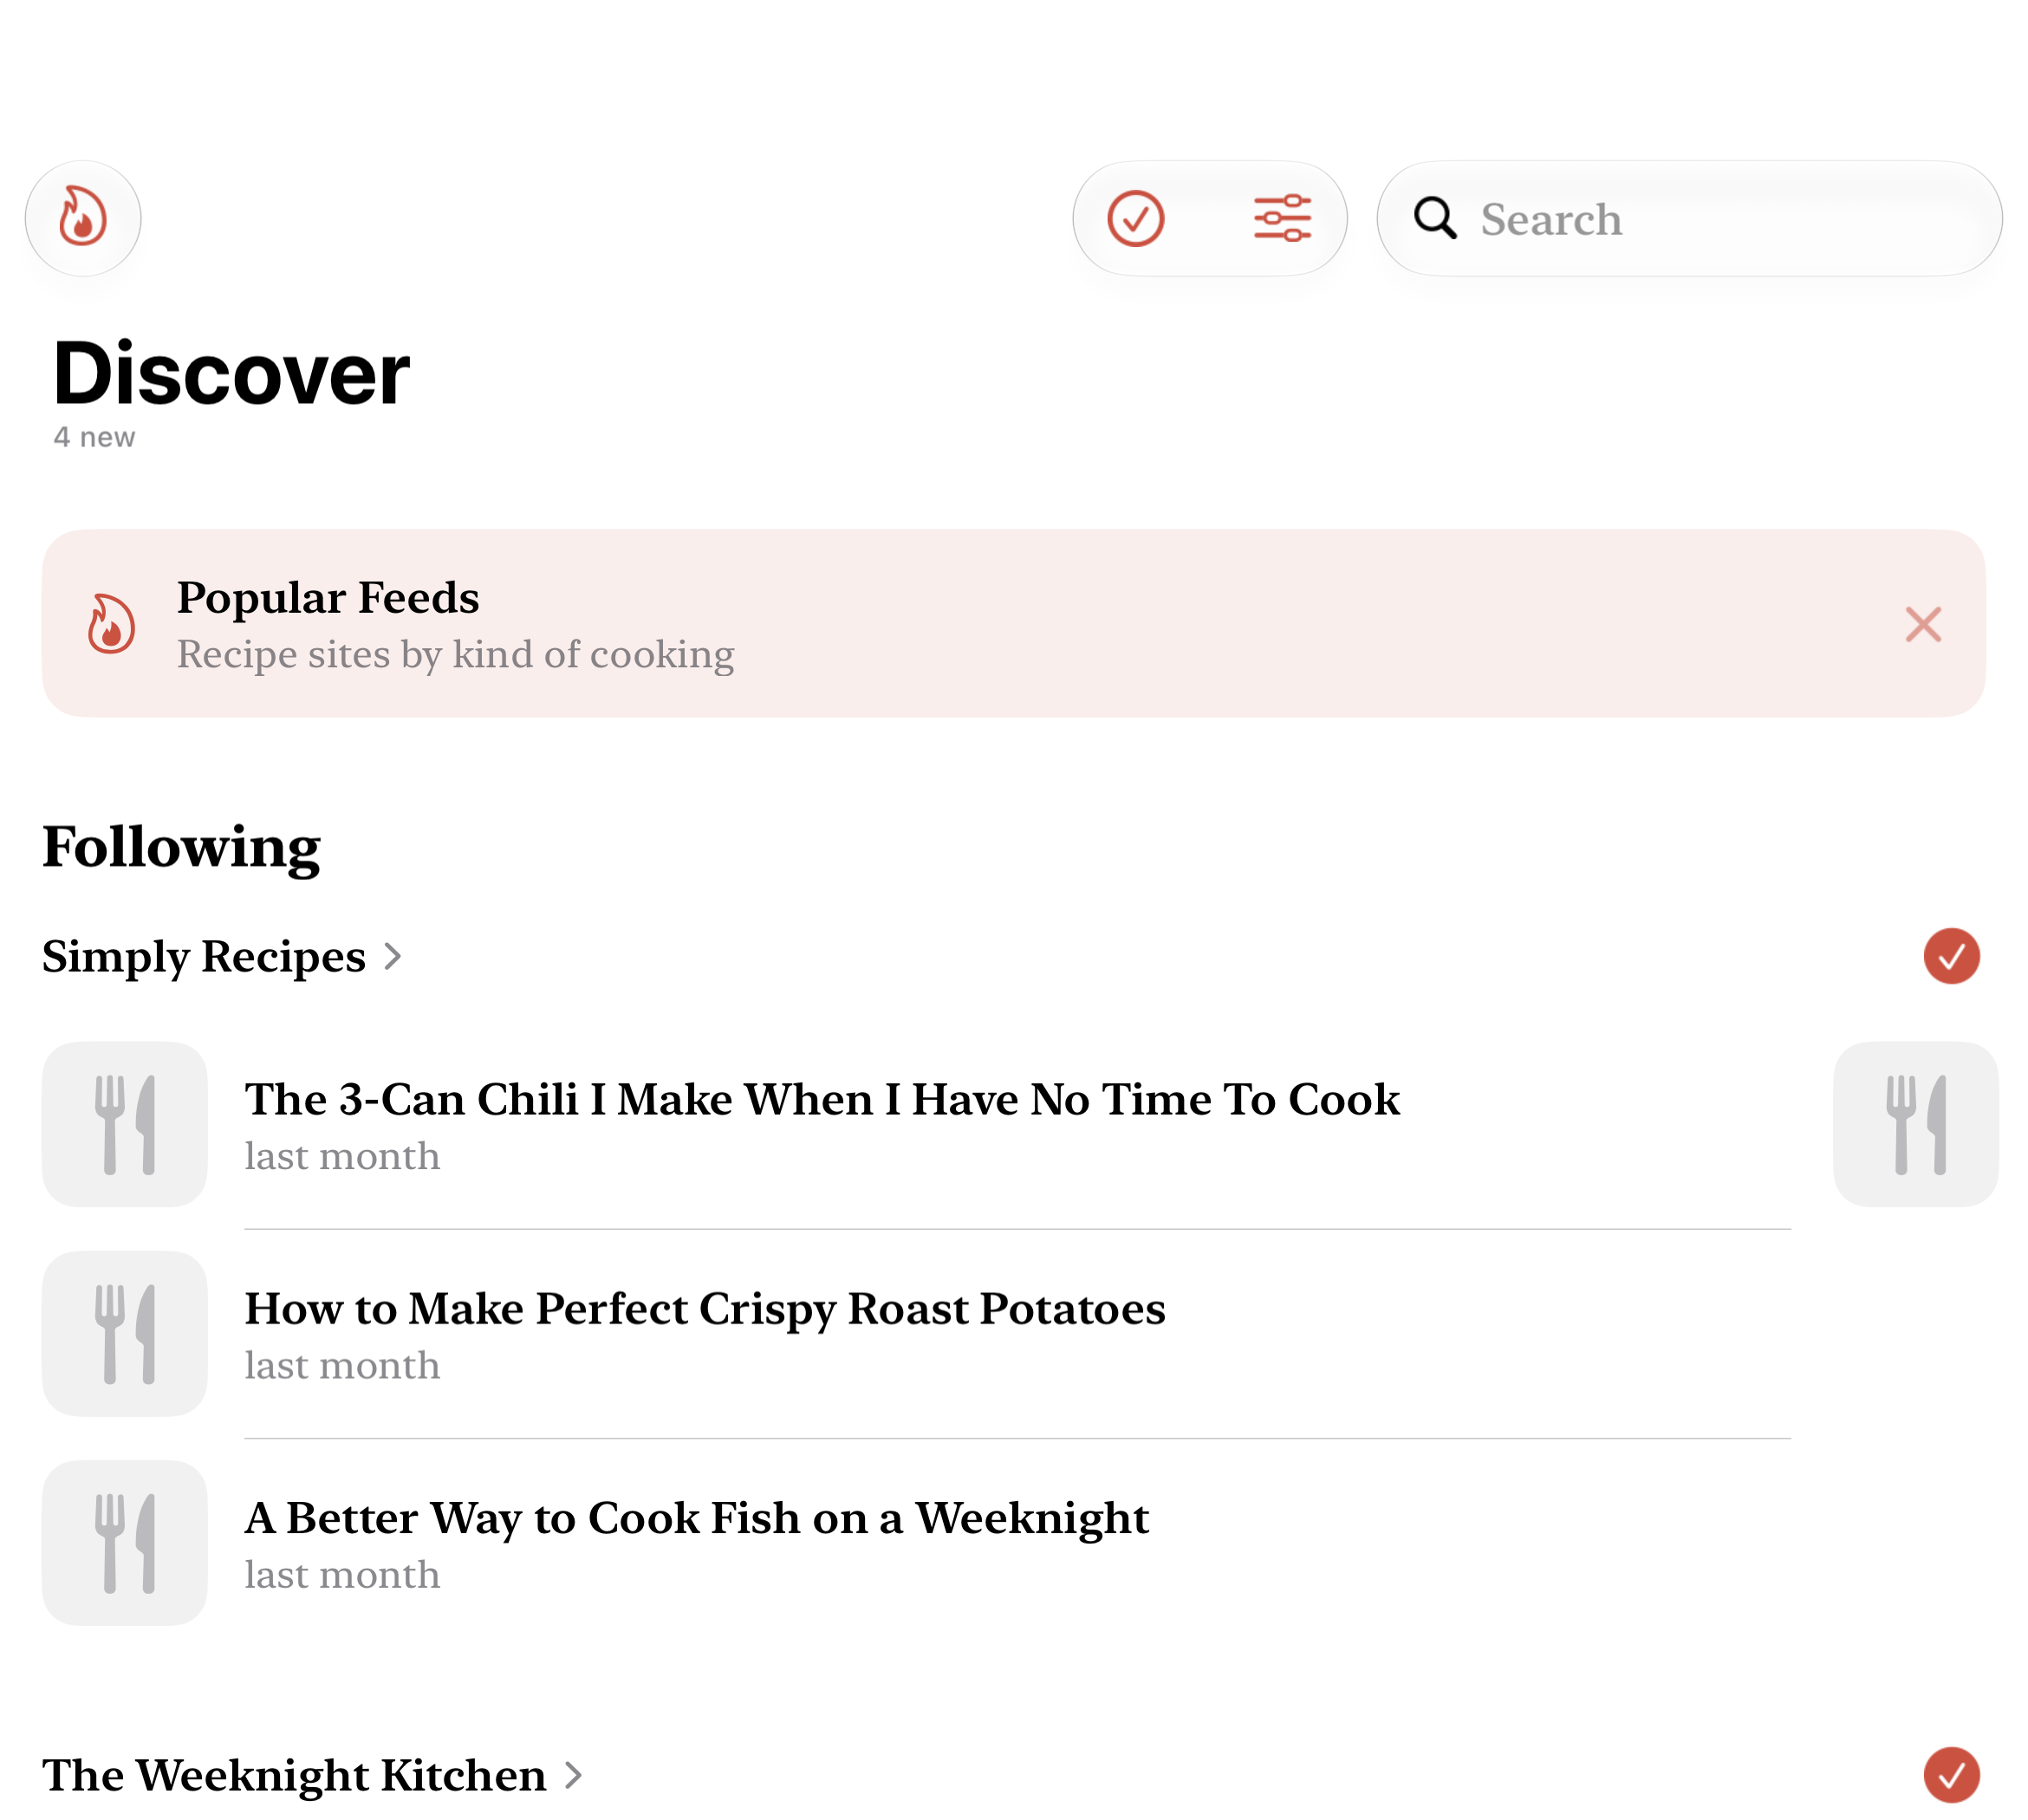 Search
Discover
4 new
Popular Feeds
Recipe sites by kind of cooking
Following
Simply Recipes
The 3-Can Chili I Make When I Have No Time To Cook
last month
How to Make Perfect Crispy Roast Potatoes
last month
A Better Way to Cook Fish on a Weeknight
last month
The Weeknight Kitchen